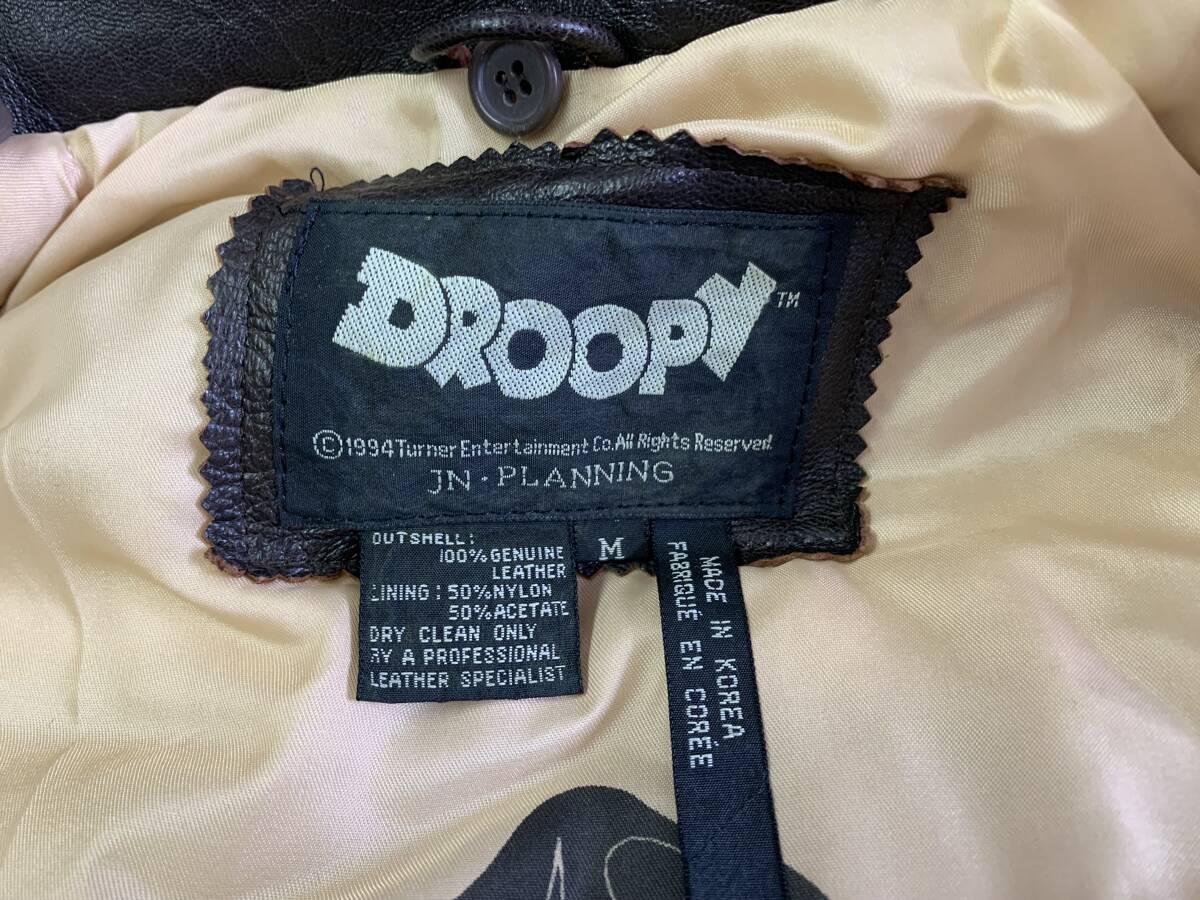 DROOPY™
©1994 Turner Entertainment Co. All Rights Reserved.
JN・PLANNING
OUTSHELL:
100% GENUINE
LEATHER
LINING: 50% NYLON
50% ACETATE
DRY CLEAN ONLY
BY A PROFESSIONAL
LEATHER SPECIALIST
M
MADE IN KOREA
FABRIQUÉ EN CORÉE